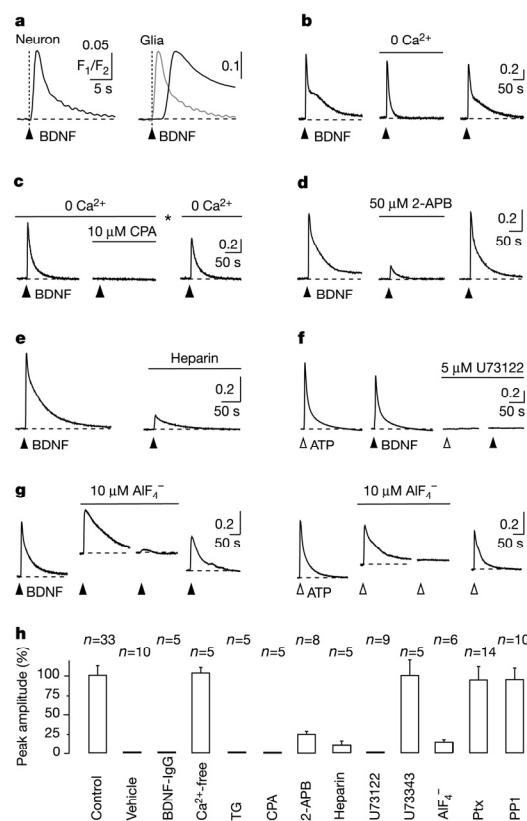 a
Neuron
0.05
F1/F2
5 s
BDNF
Glia
0.1
BDNF
b
0 Ca2+
0.2
50 s
BDNF
c
0 Ca2+
*
0 Ca2+
10 µM CPA
0.2
50 s
BDNF
d
50 µM 2-APB
0.2
50 s
BDNF
e
Heparin
0.2
50 s
BDNF
f
5 µM U73122
0.2
50 s
ATP
BDNF
g
10 µM AlF4−
0.2
50 s
BDNF
10 µM AlF4−
0.2
50 s
ATP
h
Peak amplitude (%)
100
75
50
25
0
n=33
n=10
n=5
n=5
n=5
n=5
n=8
n=5
n=9
n=5
n=6
n=14
n=10
Control
Vehicle
BDNF-IgG
Ca2+-free
TG
CPA
2-APB
Heparin
U73122
U73343
AlF4−
Ptx
PP1